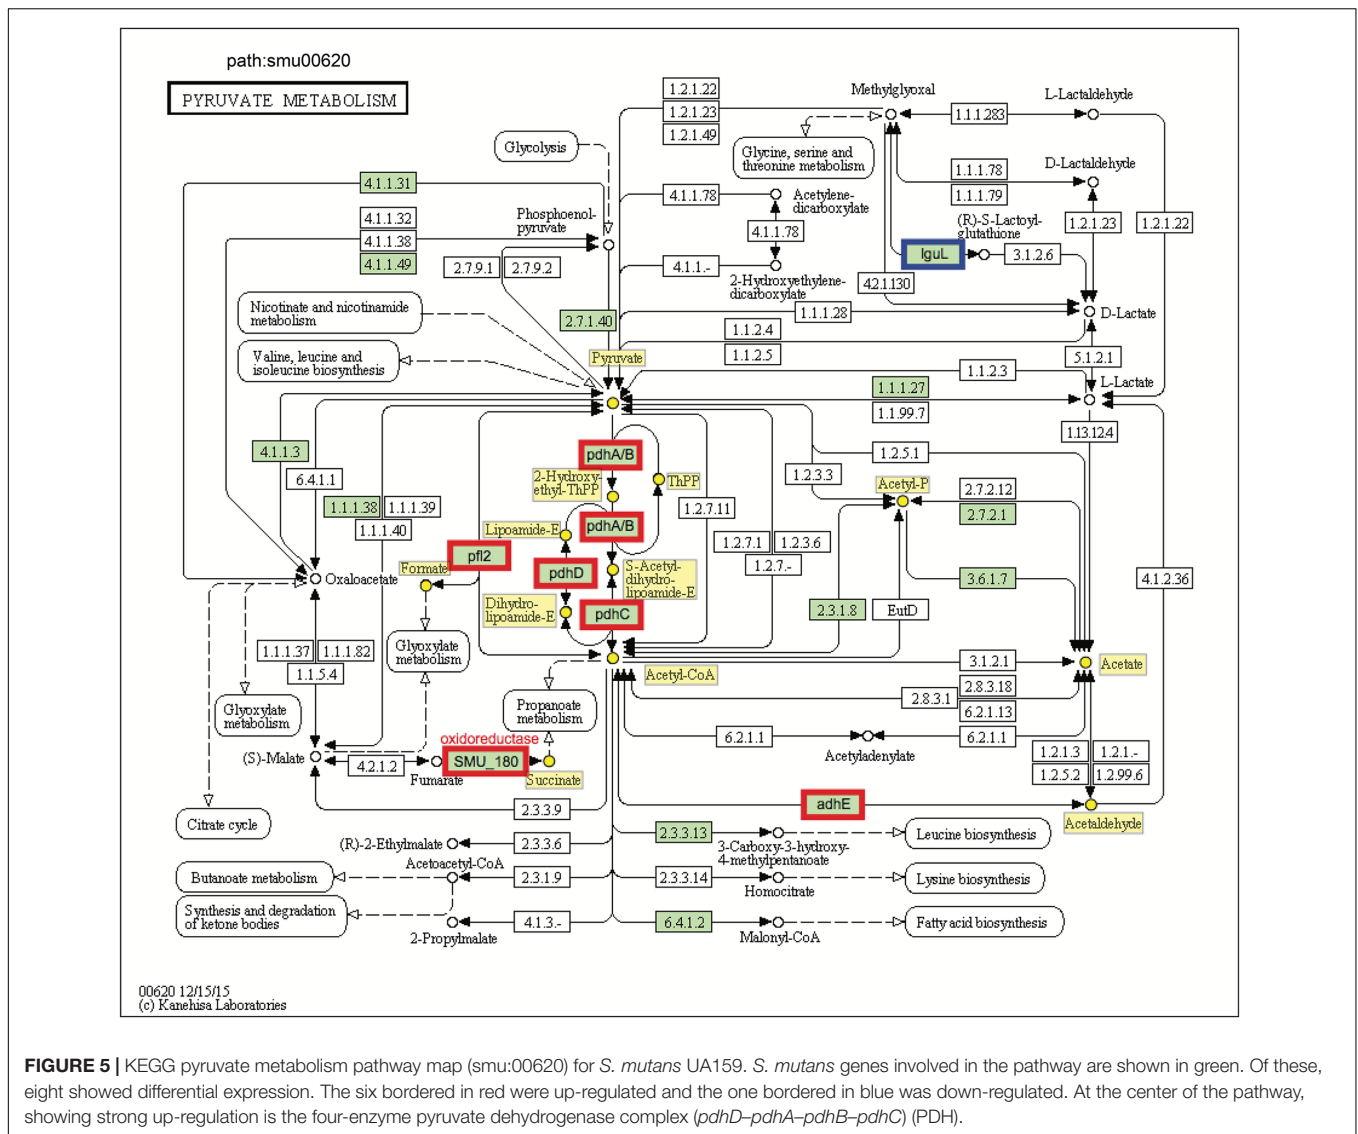 path:smu00620
PYRUVATE METABOLISM
1.2.1.22
1.2.1.23
1.2.1.49
Methylglyoxal
1.1.1.283
L-Lactaldehyde
Glycolysis
Glycine, serine and
threonine metabolism
1.1.1.78
1.1.1.79
D-Lactaldehyde
4.1.1.31
4.1.1.32
4.1.1.38
4.1.1.49
Phosphoenol-
pyruvate
4.1.1.78
Acetylene-
dicarboxylate
4.1.1.78
(R)-S-Lactoyl-
glutathione
1.2.1.23
1.2.1.22
lguL
3.1.2.6
2.7.9.1
2.7.9.2
4.1.1.-
2-Hydroxyethylene-
dicarboxylate
4.2.1.130
Nicotinate and nicotinamide
metabolism
2.7.1.40
1.1.1.28
D-Lactate
1.1.2.4
1.1.2.5
Valine, leucine and
isoleucine biosynthesis
Pyruvate
5.1.2.1
1.1.2.3
L-Lactate
1.1.1.27
1.1.99.7
1.13.12.4
4.1.1.3
6.4.1.1
pdhA/B
2-Hydroxy-
ethyl-ThPP
ThPP
1.2.5.1
1.2.3.3
Acetyl-P
2.7.2.12
2.7.2.1
1.1.1.38
1.1.1.39
1.1.1.40
1.2.7.11
Lipoamide-E
pdhA/B
1.2.7.1
1.2.3.6
1.2.7.-
pfl2
Formate
Oxaloacetate
pdhD
S-Acetyl-
dihydro-
lipoamide-E
3.6.1.7
4.1.2.36
Dihydro-
lipoamide-E
pdhC
2.3.1.8
EutD
1.1.1.37
1.1.1.82
1.1.5.4
Glyoxylate
metabolism
Acetyl-CoA
3.1.2.1
Acetate
2.8.3.1
2.8.3.18
6.2.1.13
Glyoxylate
metabolism
Propanoate
metabolism
6.2.1.1
Acetyladenylate
6.2.1.1
oxidoreductase
(S)-Malate
4.2.1.2
Fumarate
SMU_180
Succinate
1.2.1.3
1.2.1.-
1.2.5.2
1.2.99.6
2.3.3.9
adhE
Acetaldehyde
Citrate cycle
(R)-2-Ethylmalate
2.3.3.6
2.3.3.13
3-Carboxy-3-hydroxy-
4-methylpentanoate
Leucine biosynthesis
Acetoacetyl-CoA
Butanoate metabolism
2.3.1.9
2.3.3.14
Homocitrate
Lysine biosynthesis
Synthesis and degradation
of ketone bodies
2-Propylmalate
4.1.3.-
6.4.1.2
Malonyl-CoA
Fatty acid biosynthesis
00620 12/15/15
(c) Kanehisa Laboratories
FIGURE 5 | KEGG pyruvate metabolism pathway map (smu:00620) for S. mutans UA159. S. mutans genes involved in the pathway are shown in green. Of these,
eight showed differential expression. The six bordered in red were up-regulated and the one bordered in blue was down-regulated. At the center of the pathway,
showing strong up-regulation is the four-enzyme pyruvate dehydrogenase complex (pdhD–pdhA–pdhB–pdhC) (PDH).